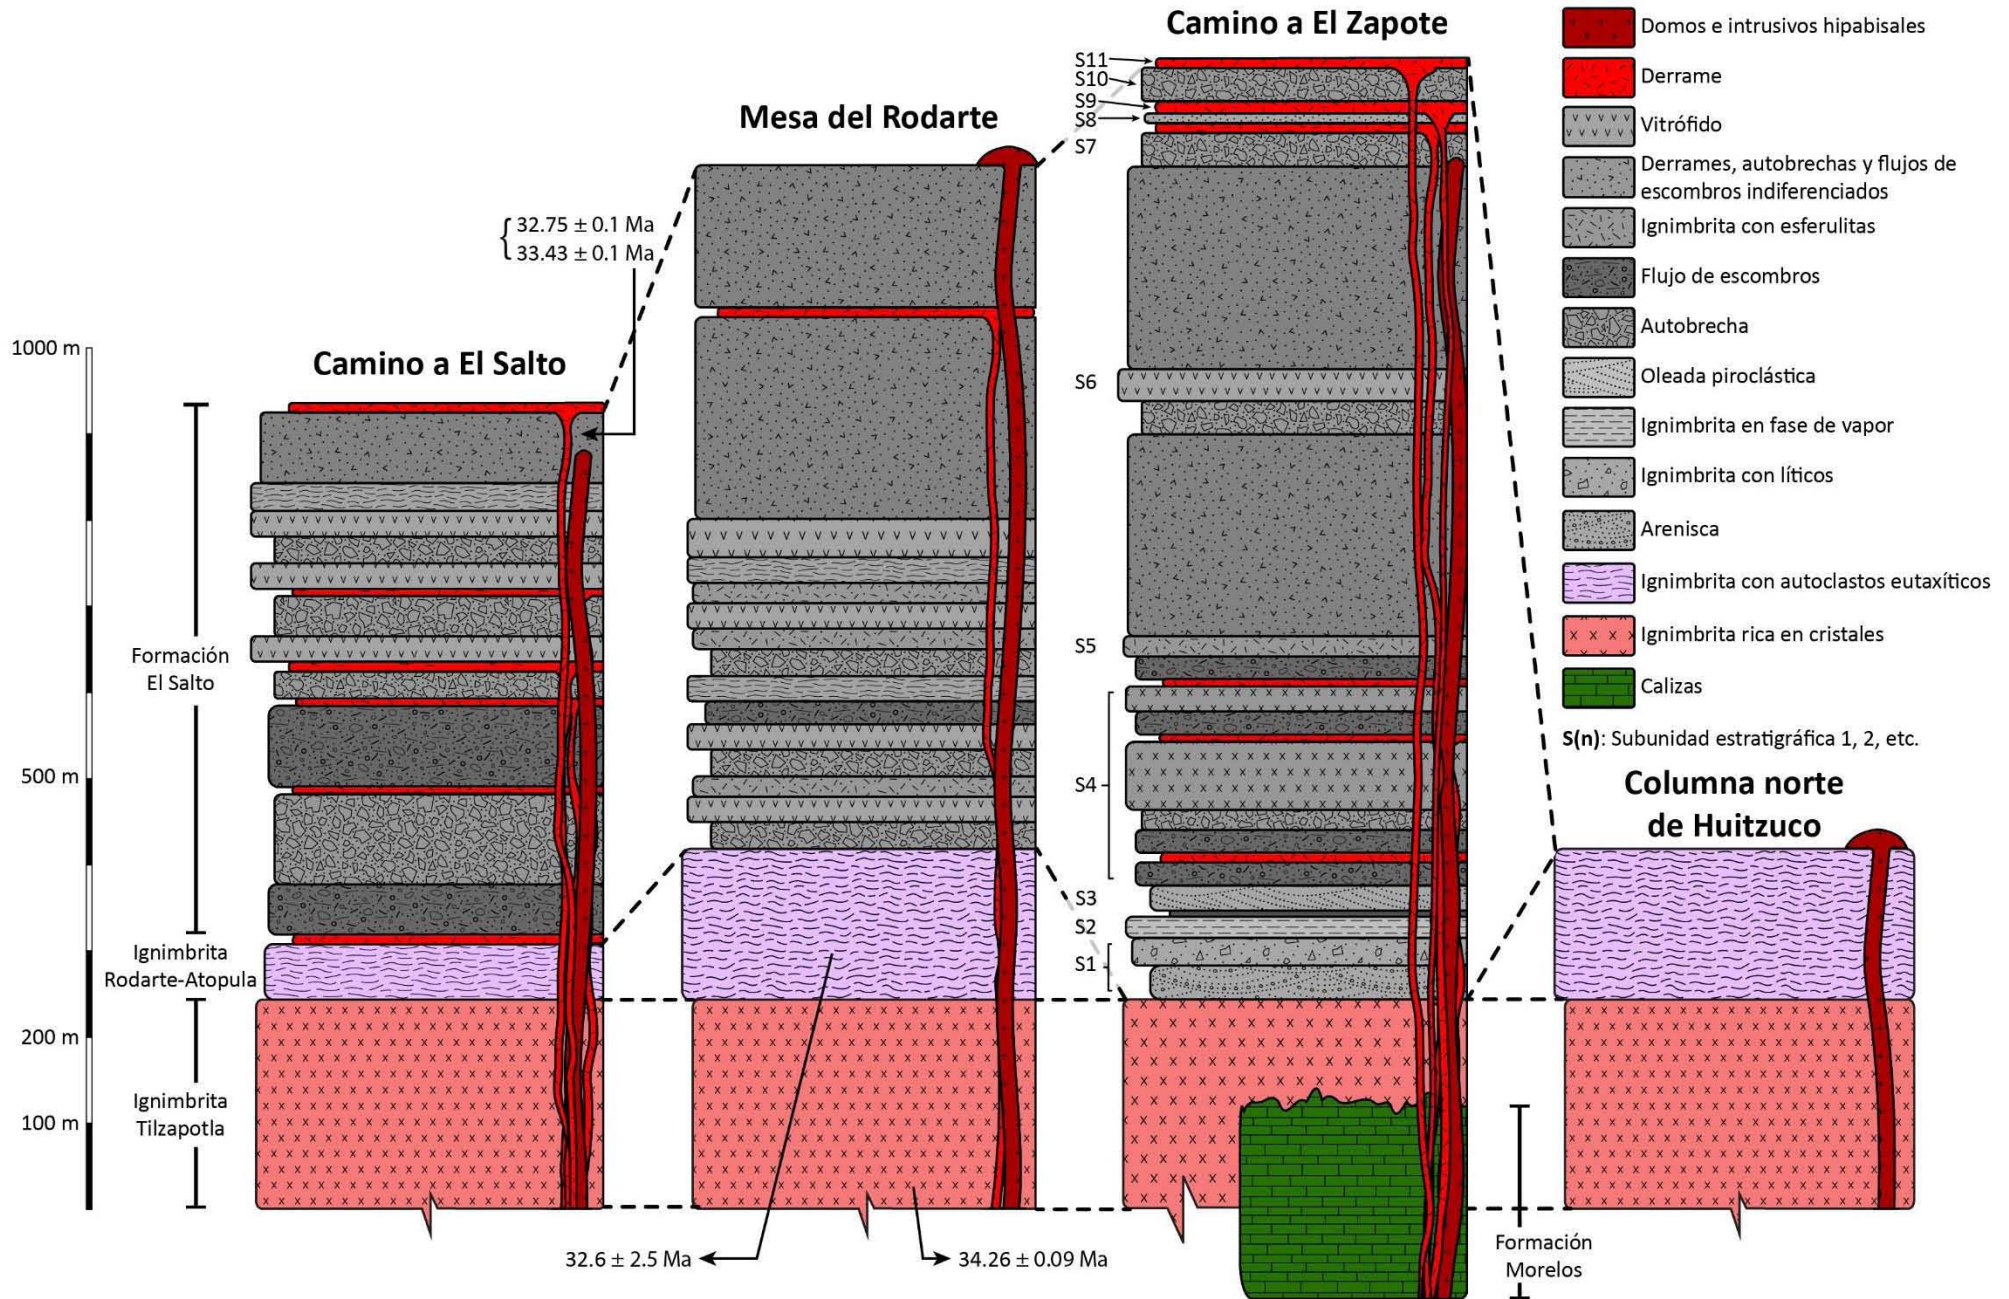 Camino a El Zapote
Mesa del Rodarte
Camino a El Salto
Columna norte
de Huitzuco
32.75 ± 0.1 Ma
33.43 ± 0.1 Ma
1000 m
500 m
200 m
100 m
Formación
El Salto
Ignimbrita
Rodarte-Atopula
Ignimbrita
Tilzapotla
32.6 ± 2.5 Ma
34.26 ± 0.09 Ma
S11
S10
S9
S8
S7
S6
S5
S4
S3
S2
S1
Formación
Morelos
Domos e intrusivos hipabisales
Derrame
Vitrófido
Derrames, autobrechas y flujos de
escombros indiferenciados
Ignimbrita con esferulitas
Flujo de escombros
Autobrecha
Oleada piroclástica
Ignimbrita en fase de vapor
Ignimbrita con líticos
Arenisca
Ignimbrita con autoclastos eutaxíticos
Ignimbrita rica en cristales
Calizas
S(n): Subunidad estratigráfica 1, 2, etc.